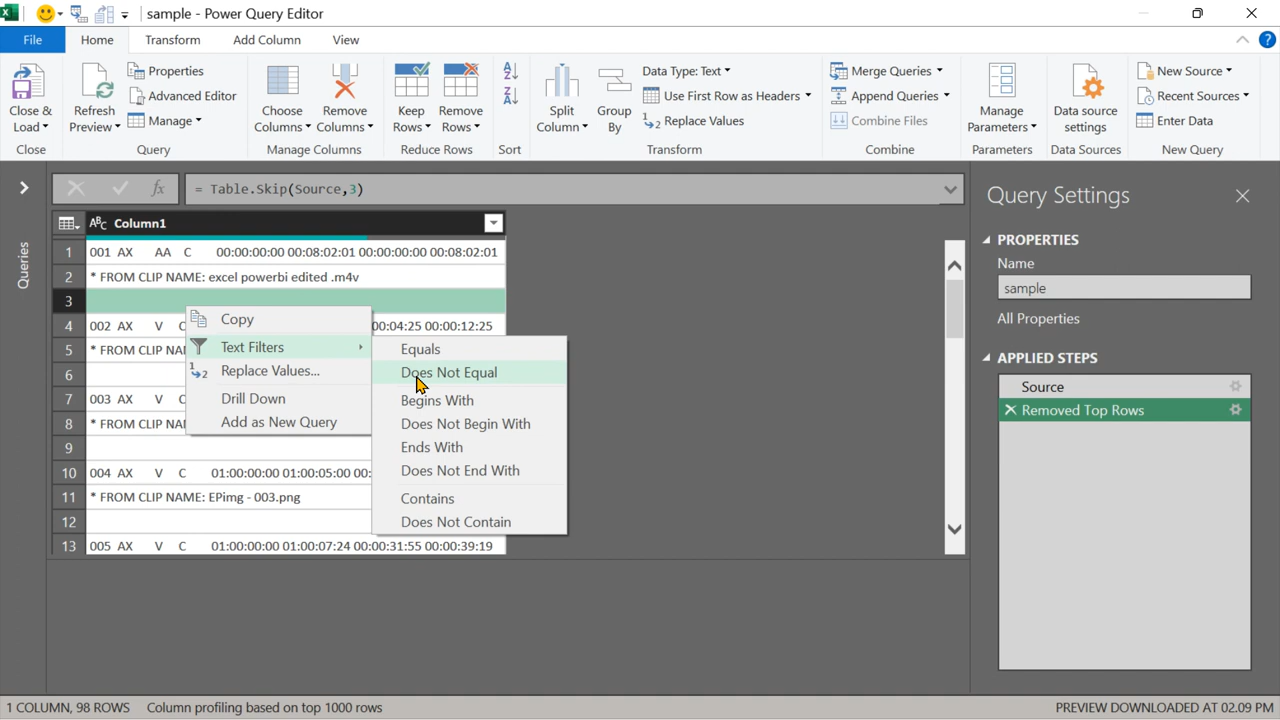 sample - Power Query Editor
File
Home
Transform
Add Column
View
Close &
Load
Close
Refresh
Preview
Properties
Advanced Editor
Manage
Query
Choose
Columns
Remove
Columns
Manage Columns
Keep
Rows
Remove
Rows
Reduce Rows
A
Z
Z
A
Sort
Split
Column
Group
By
Data Type: Text
Use First Row as Headers
1
2 Replace Values
Transform
Merge Queries
Append Queries
Combine Files
Combine
Manage
Parameters
Parameters
Data source
settings
Data Sources
New Source
Recent Sources
Enter Data
New Query
fx
= Table.Skip(Source,3)
Queries
ABC Column1
1 001 AX AA C 00:00:00:00 00:08:02:01 00:00:00:00 00:08:02:01
2 * FROM CLIP NAME: excel powerbi edited .m4v
3
4 002 AX V C 00:04:25 00:00:12:25
5 * FROM CLIP NA
6
7 003 AX V C
8 * FROM CLIP NA
9
10 004 AX V C 01:00:00:00 01:00:05:00 00:
11 * FROM CLIP NAME: EPimg - 003.png
12
13 005 AX V C 01:00:00:00 01:00:07:24 00:00:31:55 00:00:39:19
Copy
Text Filters
1
2 Replace Values...
Drill Down
Add as New Query
Equals
Does Not Equal
Begins With
Does Not Begin With
Ends With
Does Not End With
Contains
Does Not Contain
Query Settings
PROPERTIES
Name
sample
All Properties
APPLIED STEPS
Source
Removed Top Rows
1 COLUMN, 98 ROWS Column profiling based on top 1000 rows
PREVIEW DOWNLOADED AT 02.09 PM